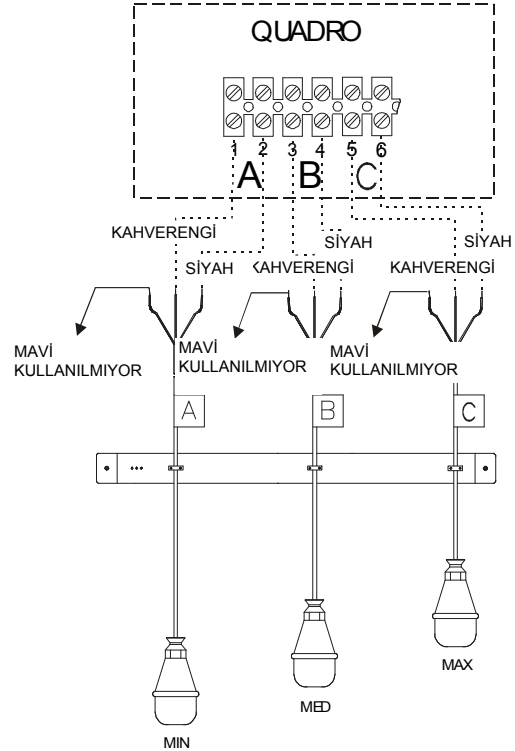 QUADRO
1 2 3 4 5 6
A B C
KAHVERENGİ SİYAH KAHVERENGİ SİYAH KAHVERENGİ SİYAH
MAVİ
KULLANILMIYOR
MAVİ
KULLANILMIYOR
MAVİ
KULLANILMIYOR
A B C
MAX
MED
MIN